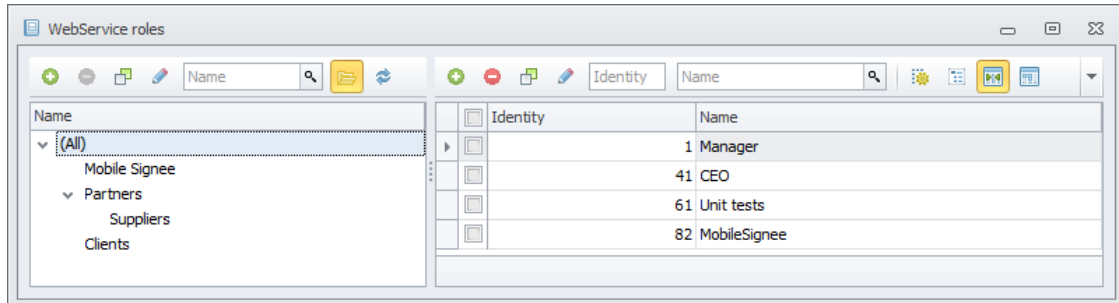 WebService roles
Name
Identity Name
Name
(All)
Mobile Signee
Partners
Suppliers
Clients
Identity Name
1 Manager
41 CEO
61 Unit tests
82 MobileSignee